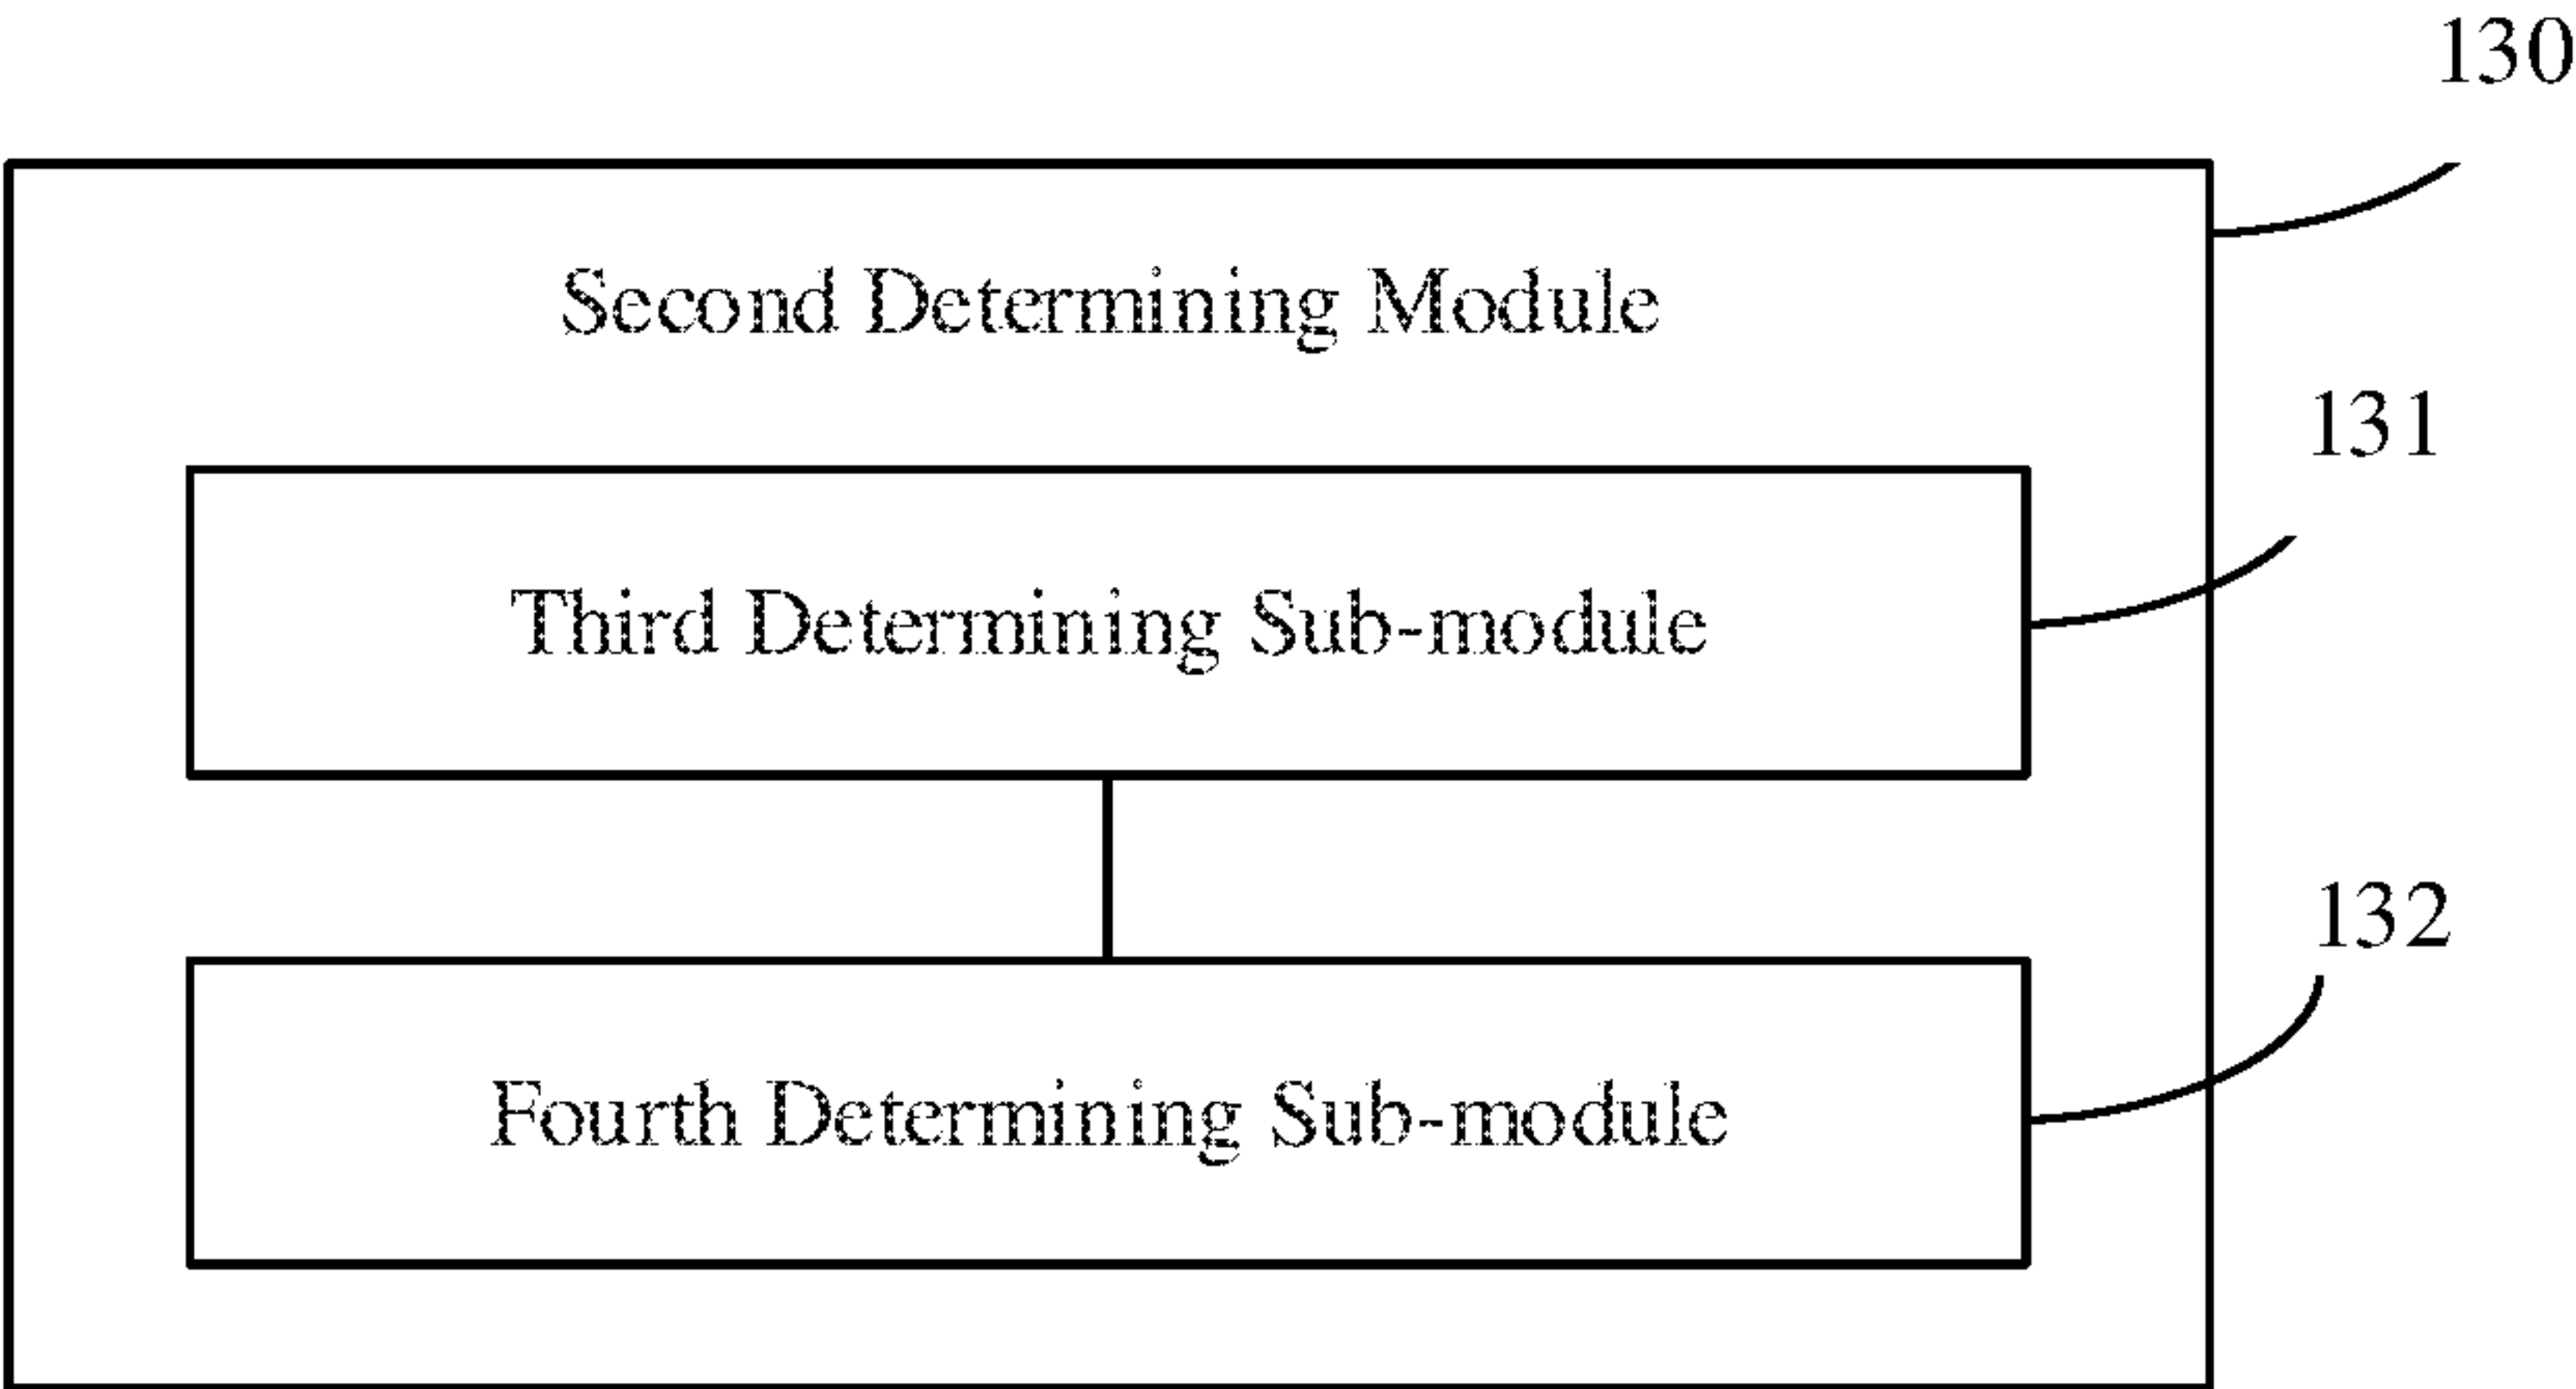 130
Second Determining Module
131
Third Determining Sub-module
132
Fourth Determining Sub-module